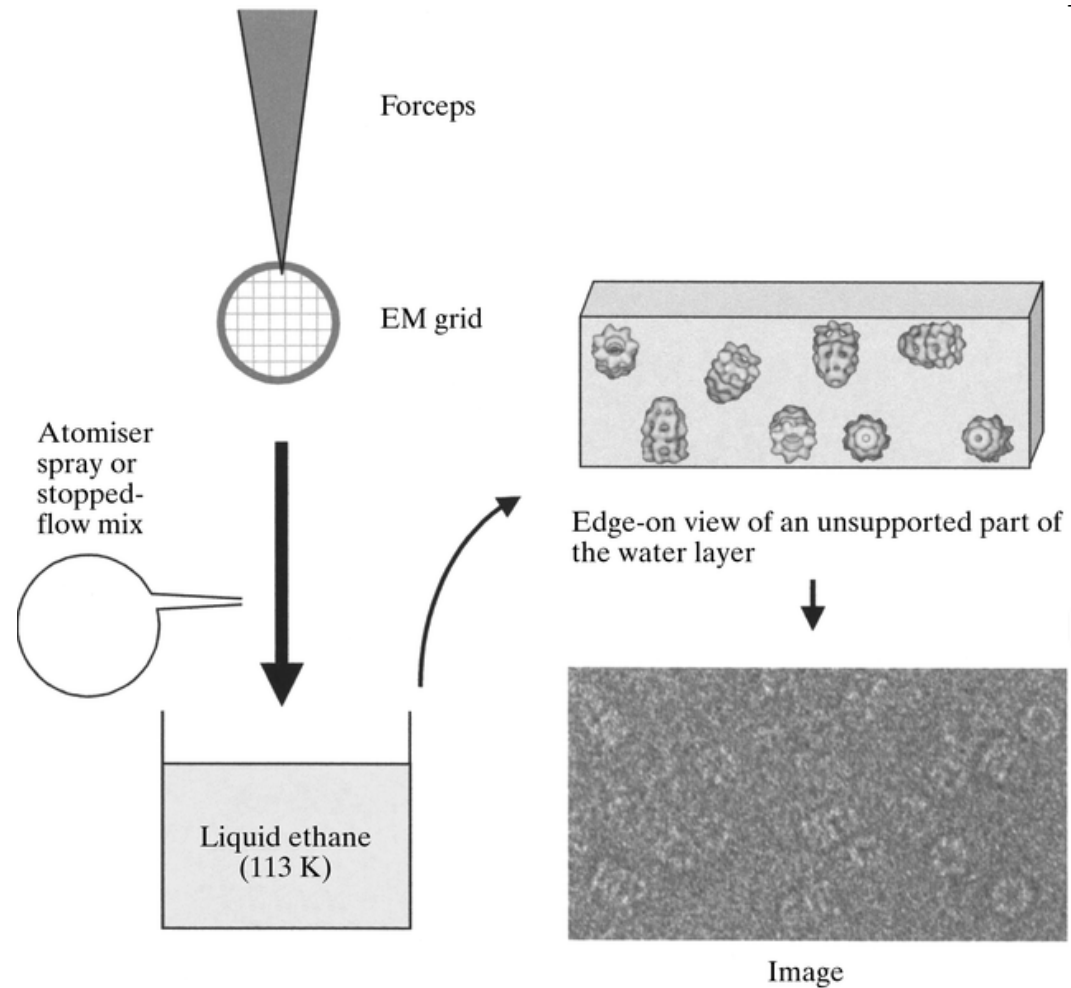 Forceps
EM grid
Atomiser
spray or
stopped-
flow mix
Edge-on view of an unsupported part of
the water layer
Liquid ethane
(113 K)
Image